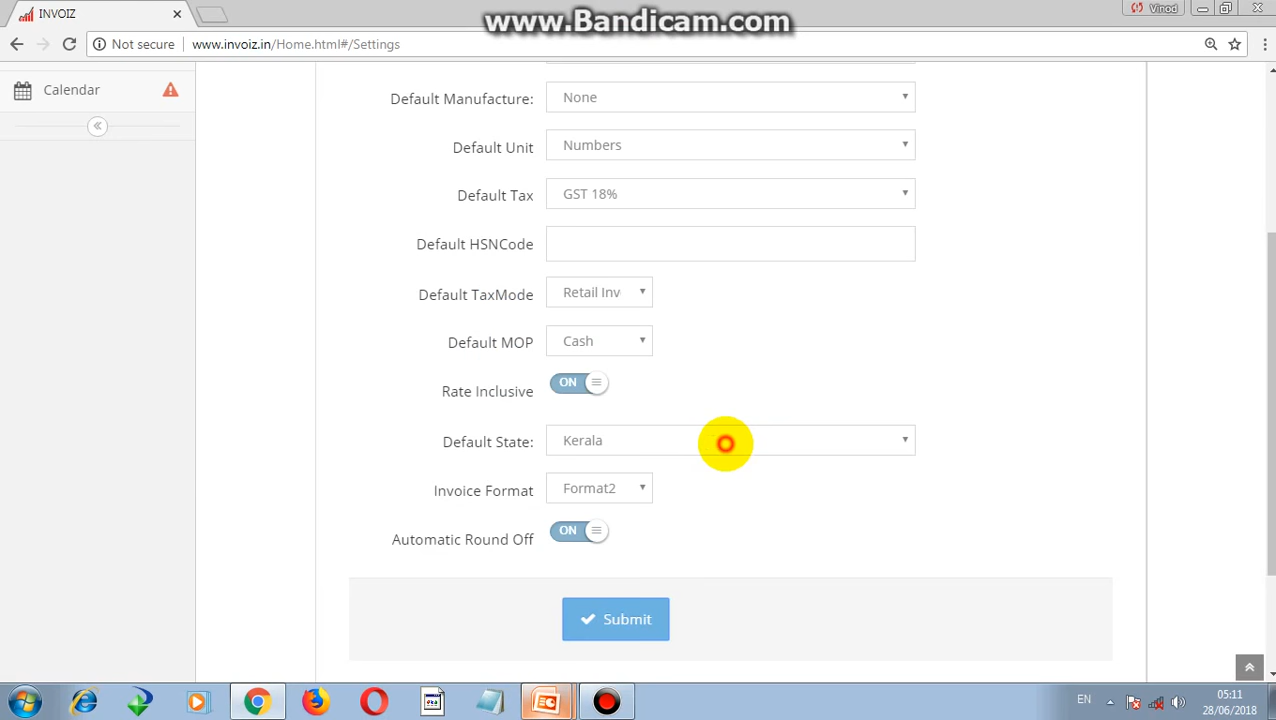 INVOIZ
www.Bandicam.com
Vinod
Not secure
www.invoiz.in/Home.html#/Settings
Calendar
Default Manufacture: None
Default Unit Numbers
Default Tax GST 18%
Default HSNCode
Default TaxMode Retail Inv
Default MOP Cash
Rate Inclusive ON
Default State: Kerala
Invoice Format Format2
Automatic Round Off ON
Submit
EN
05:11
28/06/2018